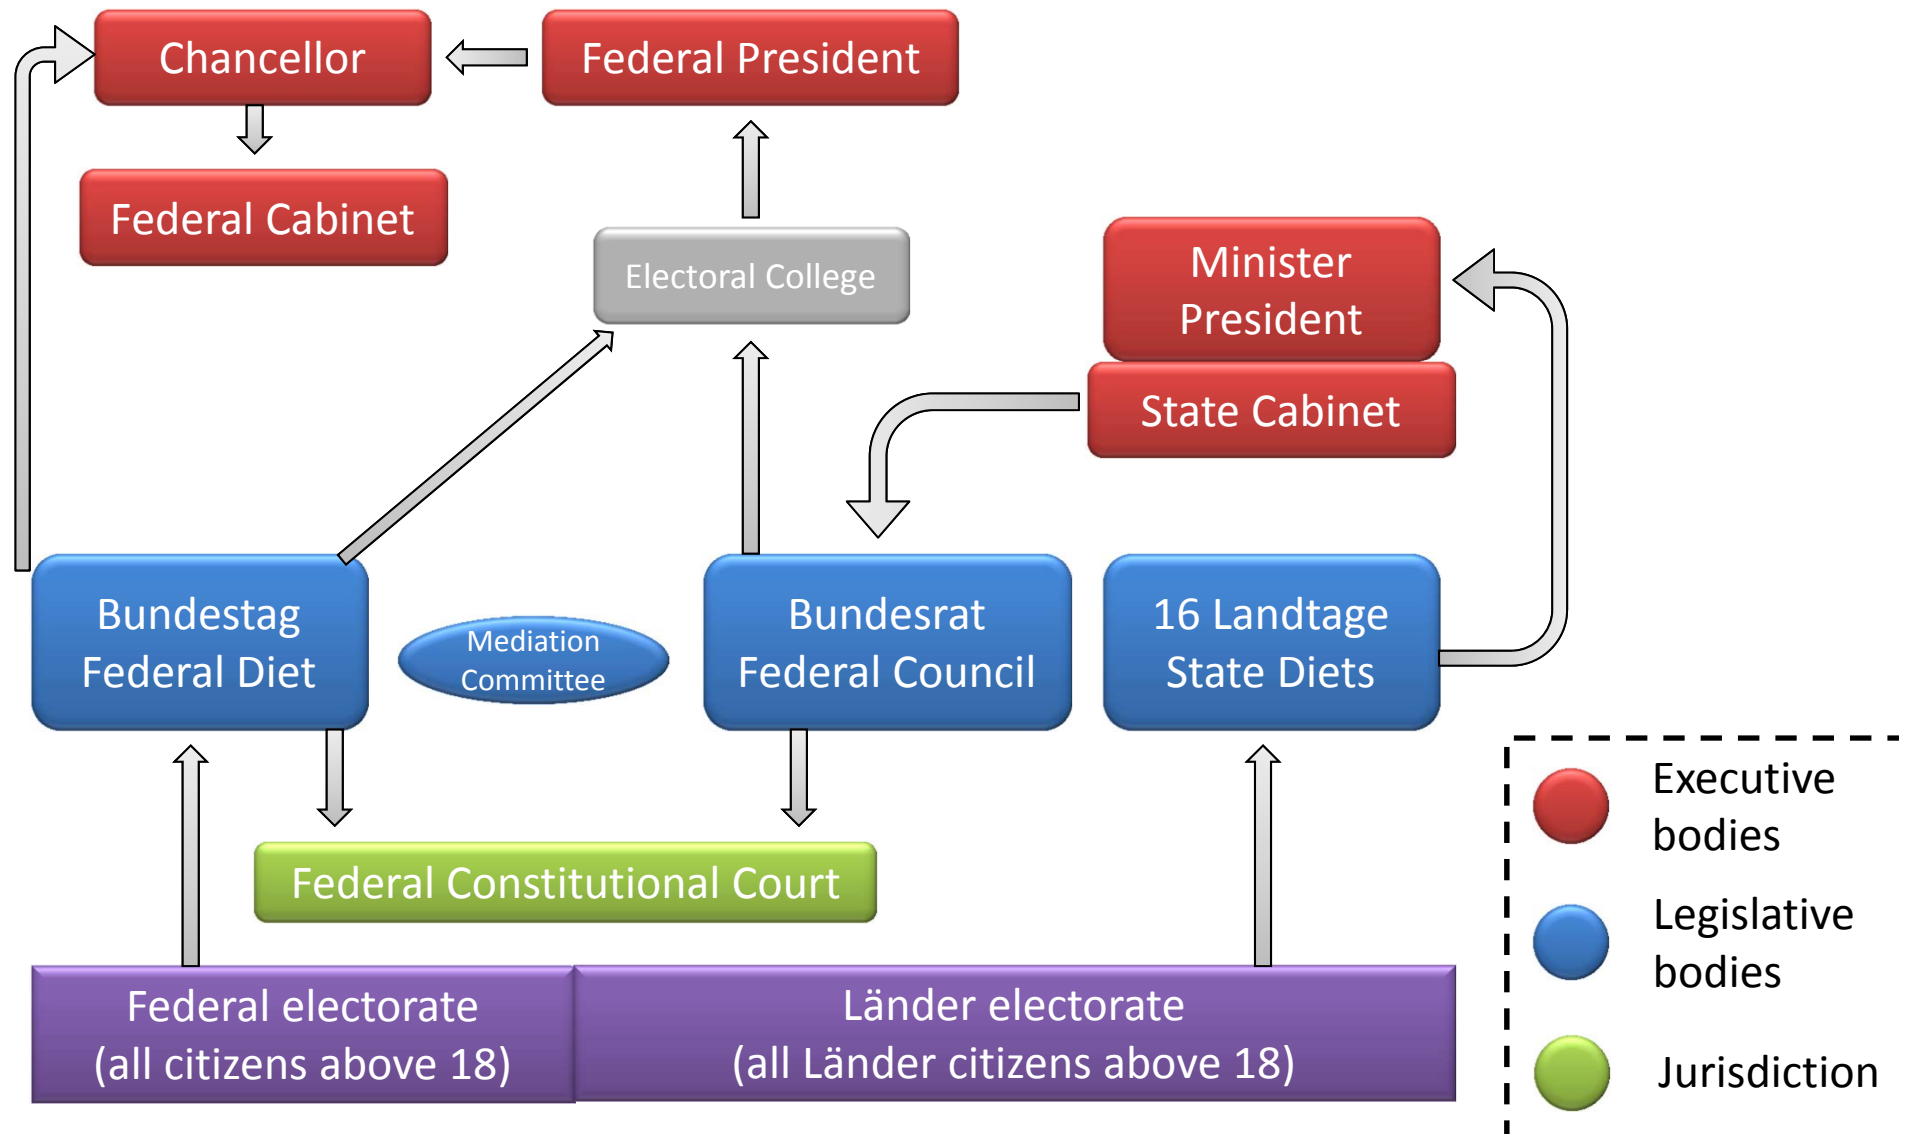 Chancellor
Federal President
Federal Cabinet
Electoral College
Minister
President
State Cabinet
Bundestag
Federal Diet
Mediation
Committee
Bundesrat
Federal Council
16 Landtage
State Diets
Federal Constitutional Court
Federal electorate
(all citizens above 18)
Länder electorate
(all Länder citizens above 18)
Executive
bodies
Legislative
bodies
Jurisdiction